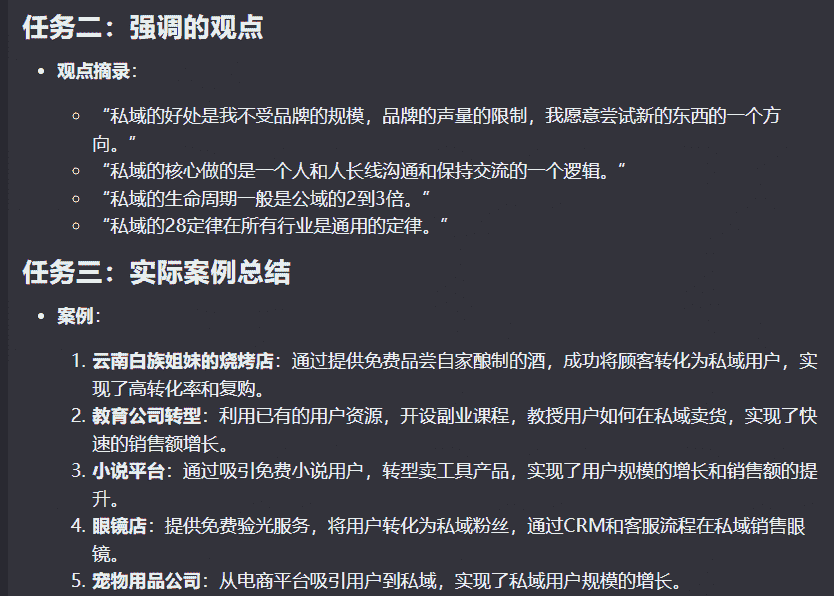 任务二：强调的观点
观点摘录：
“私域的好处是我不受品牌的规模，品牌的声量的限制，我愿意尝试新的东西的一个方
向。”
“私域的核心做的是一个人和人长线沟通和保持交流的一个逻辑。”
“私域的生命周期一般是公域的2到3倍。”
“私域的28定律在所有行业是通用的定律。”
任务三：实际案例总结
案例：
1. 云南白族姐妹的烧烤店：通过提供免费品尝自家酿制的酒，成功将顾客转化为私域用户，实
现了高转化率和复购。
2. 教育公司转型：利用已有的用户资源，开设副业课程，教授用户如何在私域卖货，实现了快
速的销售额增长。
3. 小说平台：通过吸引免费小说用户，转型卖工具产品，实现了用户规模的增长和销售额的提
升。
4. 眼镜店：提供免费验光服务，将用户转化为私域粉丝，通过CRM和客服流程在私域销售眼
镜。
5. 宠物用品公司：从电商平台吸引用户到私域，实现了私域用户规模的增长。